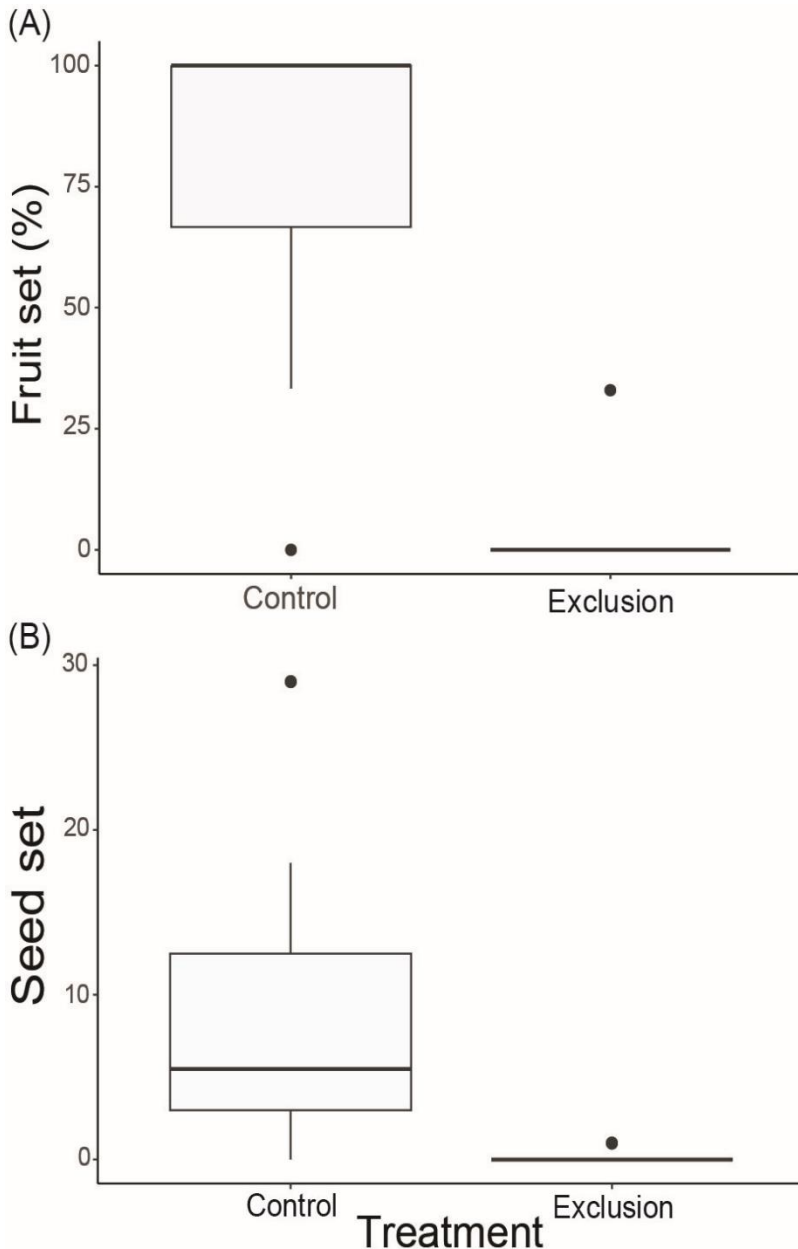 (A)
Fruit set (%)
100
75
50
25
0
Control Exclusion
(B)
Seed set
30
20
10
0
Control Exclusion
Treatment